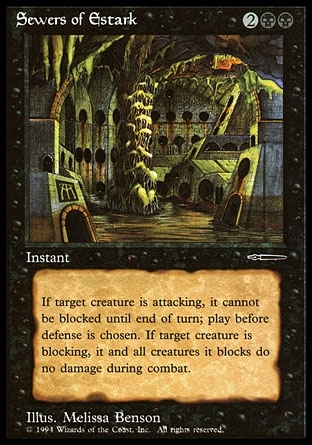 Sewers of Estark 2
Instant
If target creature is attacking, it cannot
be blocked until end of turn; play before
defense is chosen. If target creature is
blocking, it and all creatures it blocks do
no damage during combat.
Illus. Melissa Benson
© 1994 Wizards of the Coast, Inc. All rights reserved.